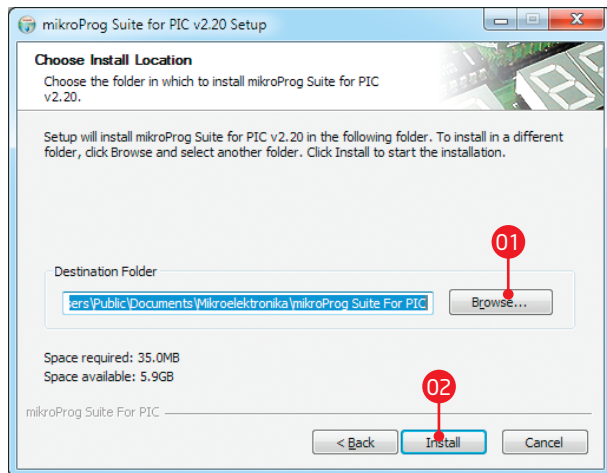 mikroProg Suite for PIC v2.20 Setup
Choose Install Location
Choose the folder in which to install mikroProg Suite for PIC
v2.20.
Setup will install mikroProg Suite for PIC v2.20 in the following folder. To install in a different
folder, click Browse and select another folder. Click Install to start the installation.
01
Destination Folder
ers\Public\Documents\Mikroelektronika\mikroProg Suite For PIC
Browse...
Space required: 35.0MB
Space available: 5.9GB
02
mikroProg Suite For PIC
< Back
Install
Cancel